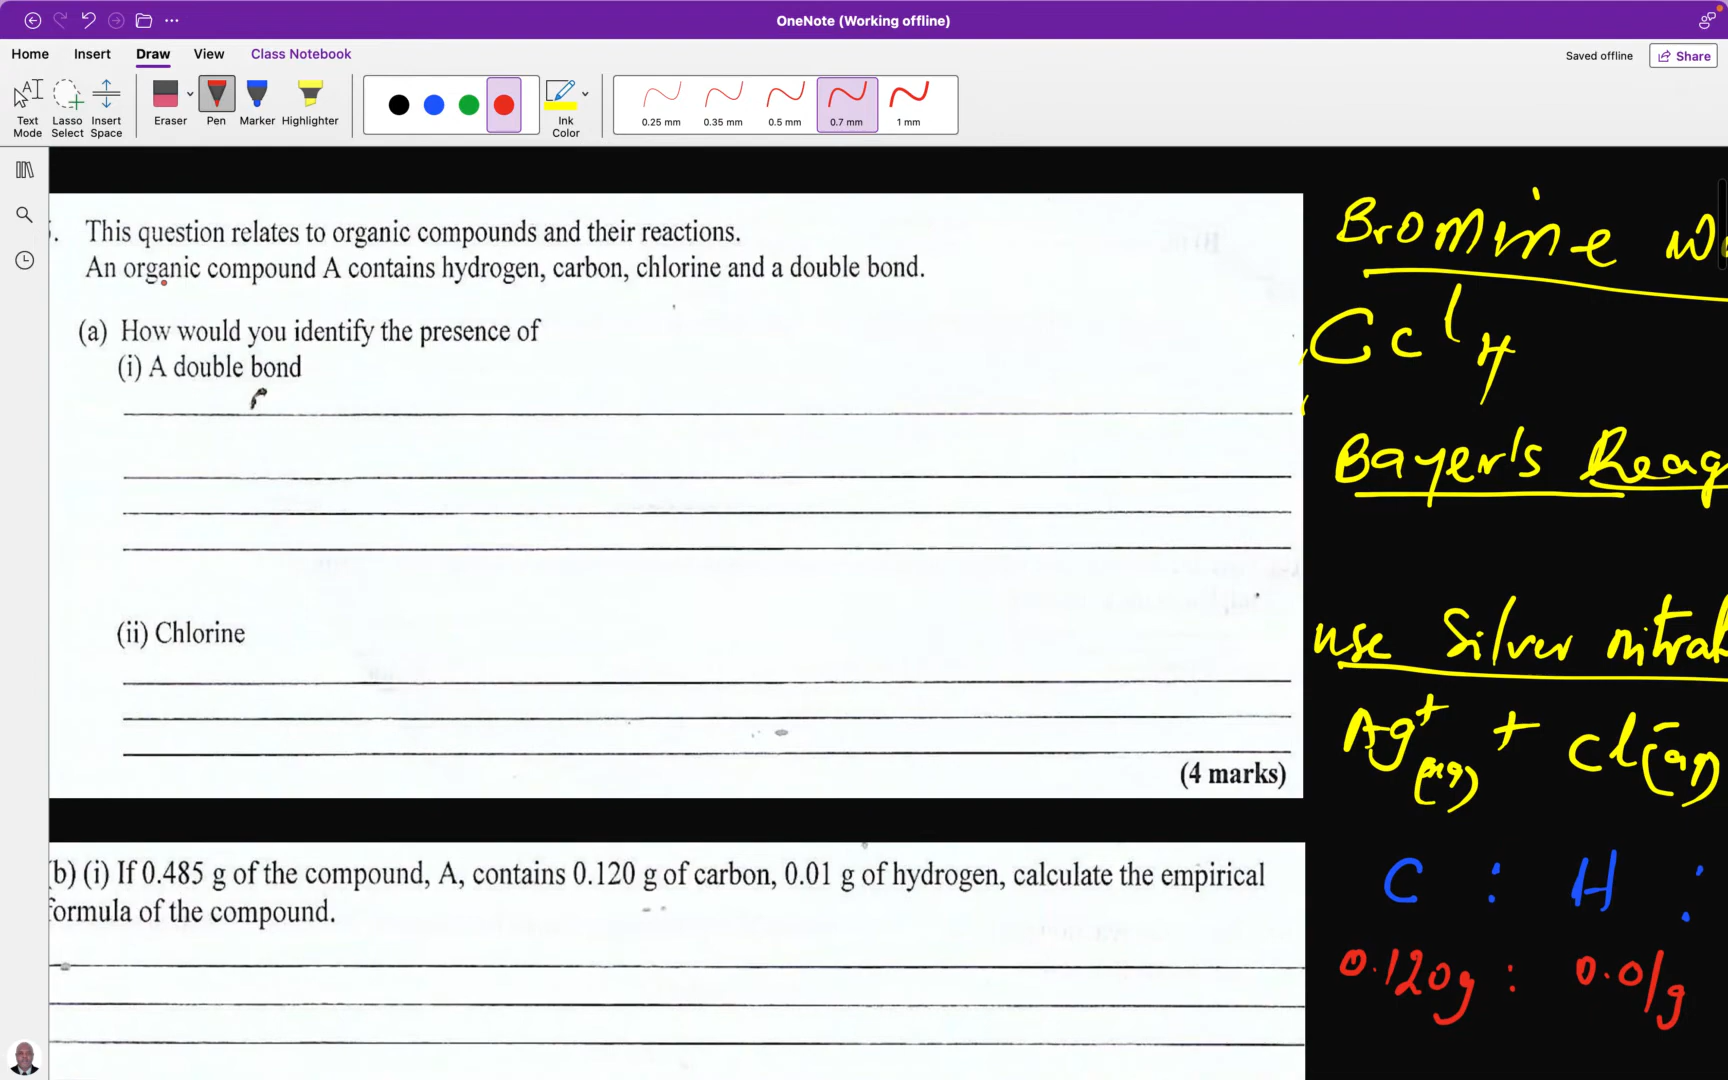 OneNote (Working offline)
Home Insert Draw View Class Notebook
Saved offline Share
Text Mode
Lasso Select
Insert Space
Eraser
Pen
Marker
Highlighter
Ink Color
0.25 mm 0.35 mm 0.5 mm 0.7 mm 1 mm
This question relates to organic compounds and their reactions.
An organic compound A contains hydrogen, carbon, chlorine and a double bond.
(a) How would you identify the presence of
(i) A double bond
(ii) Chlorine
(4 marks)
(b) (i) If 0.485 g of the compound, A, contains 0.120 g of carbon, 0.01 g of hydrogen, calculate the empirical
formula of the compound.
Bromine
Ccl4
Bayer's Reag
use Silver nitrat
Ag+(aq) + Cl-(aq)
C : H :
0.120g : 0.01g